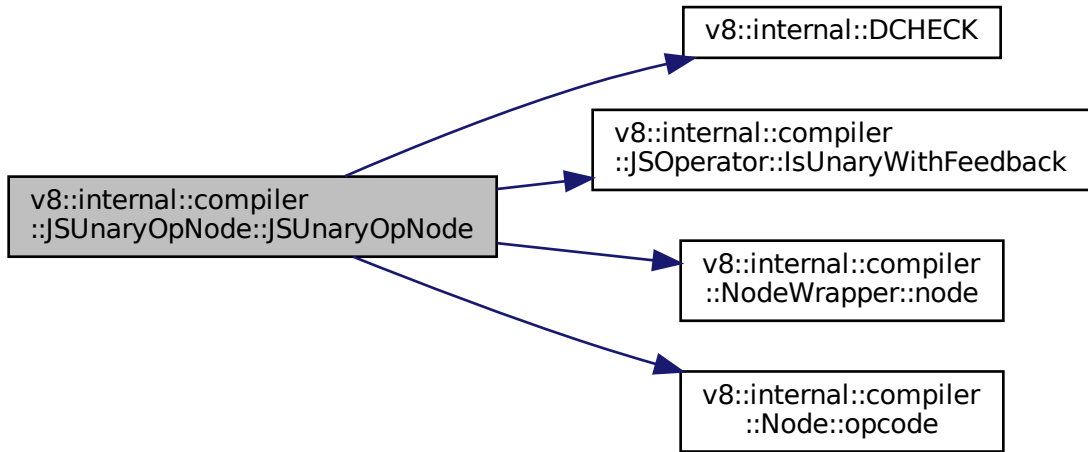 v8::internal::compiler
::JSUnaryOpNode::JSUnaryOpNode
v8::internal::DCHECK
v8::internal::compiler
::JSOperator::IsUnaryWithFeedback
v8::internal::compiler
::NodeWrapper::node
v8::internal::compiler
::Node::opcode